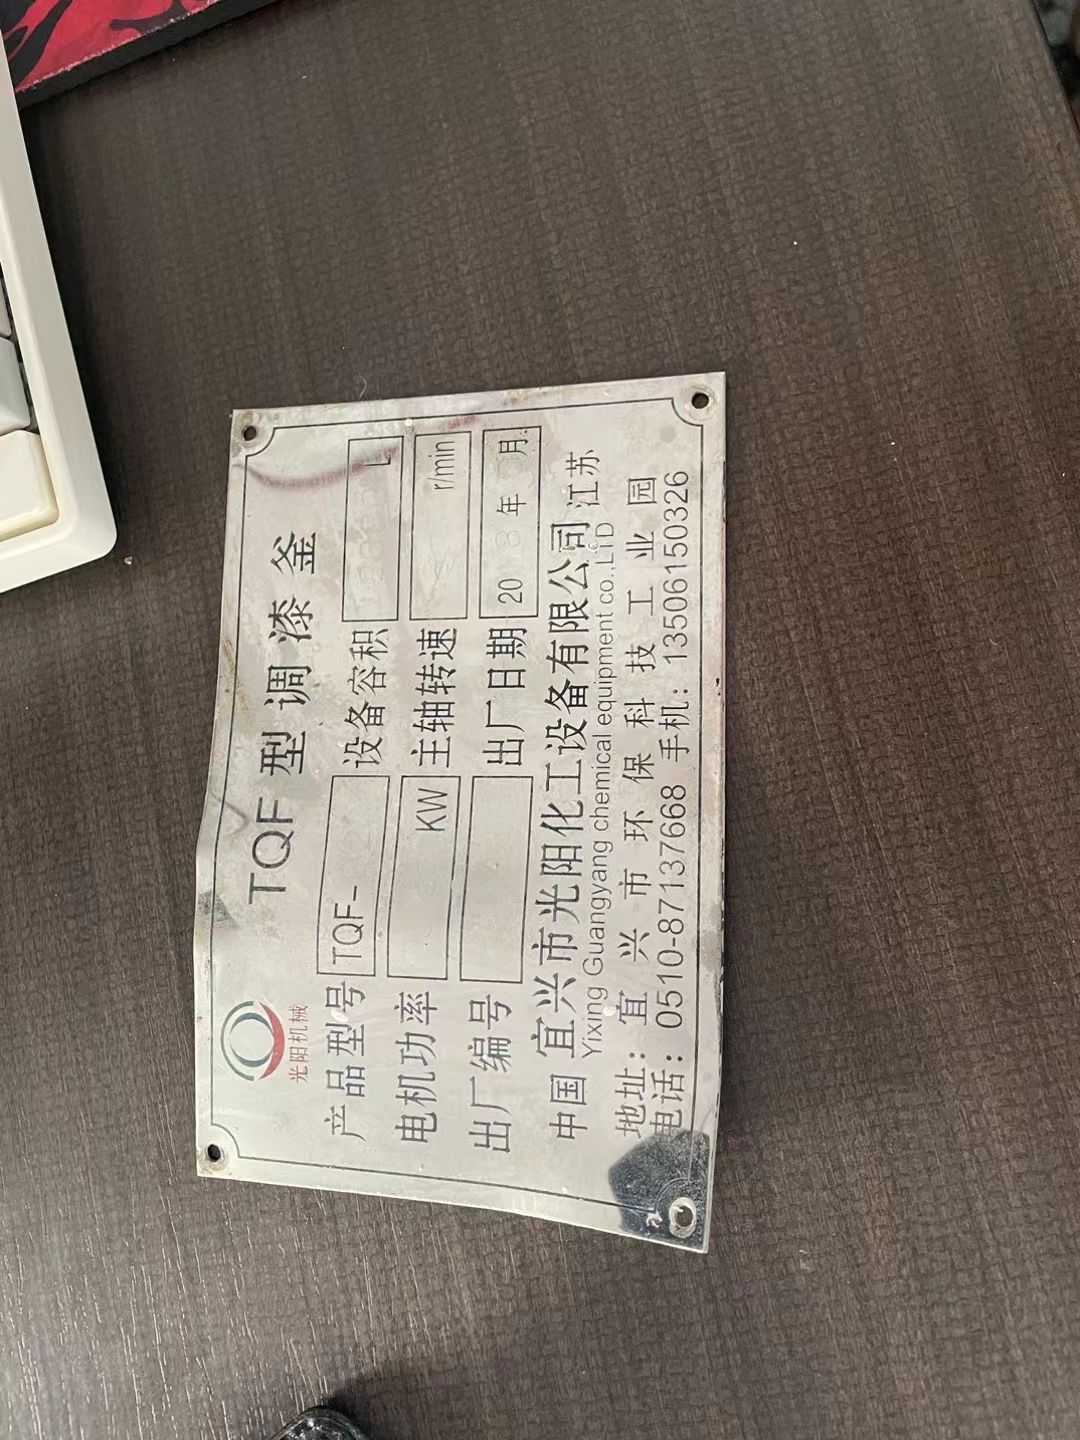 光阳机械
TQF型调漆釜
产品型号 TQF- 设备容积 L
电机功率 KW 主轴转速 r/min
出厂编号 出厂日期 20 8 年 月
中国 宜兴市光阳化工设备有限公司 江苏
Yixing Guangyang chemical equipment co.,LTD
地址：宜兴市环保科技工业园
电话：0510-87137668 手机：13506150326